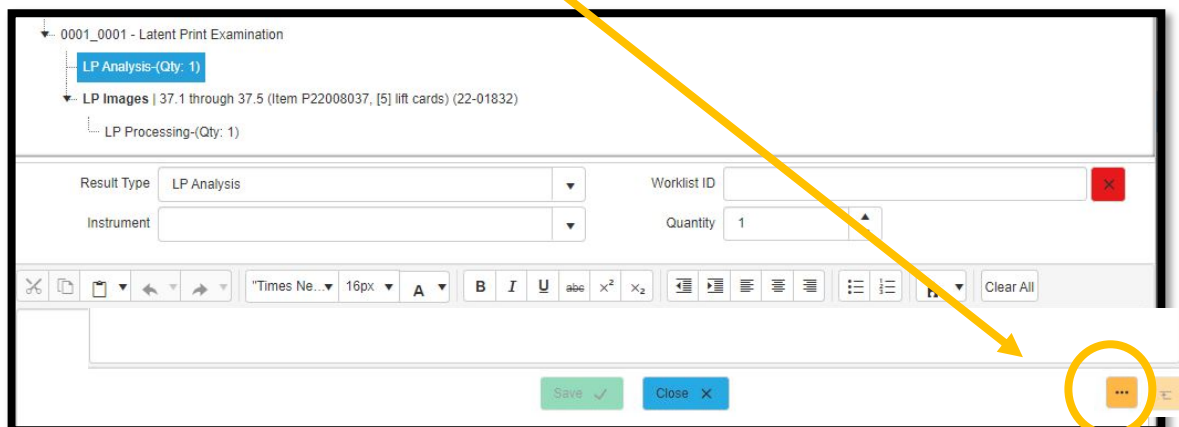 0001_0001 - Latent Print Examination
LP Analysis-(Qty: 1)
LP Images | 37.1 through 37.5 (Item P22008037, [5] lift cards) (22-01832)
LP Processing-(Qty: 1)
Result Type LP Analysis Worklist ID
Instrument Quantity 1
"Times Ne... 16px A B I U abc x² x₂ Clear All
Save Close